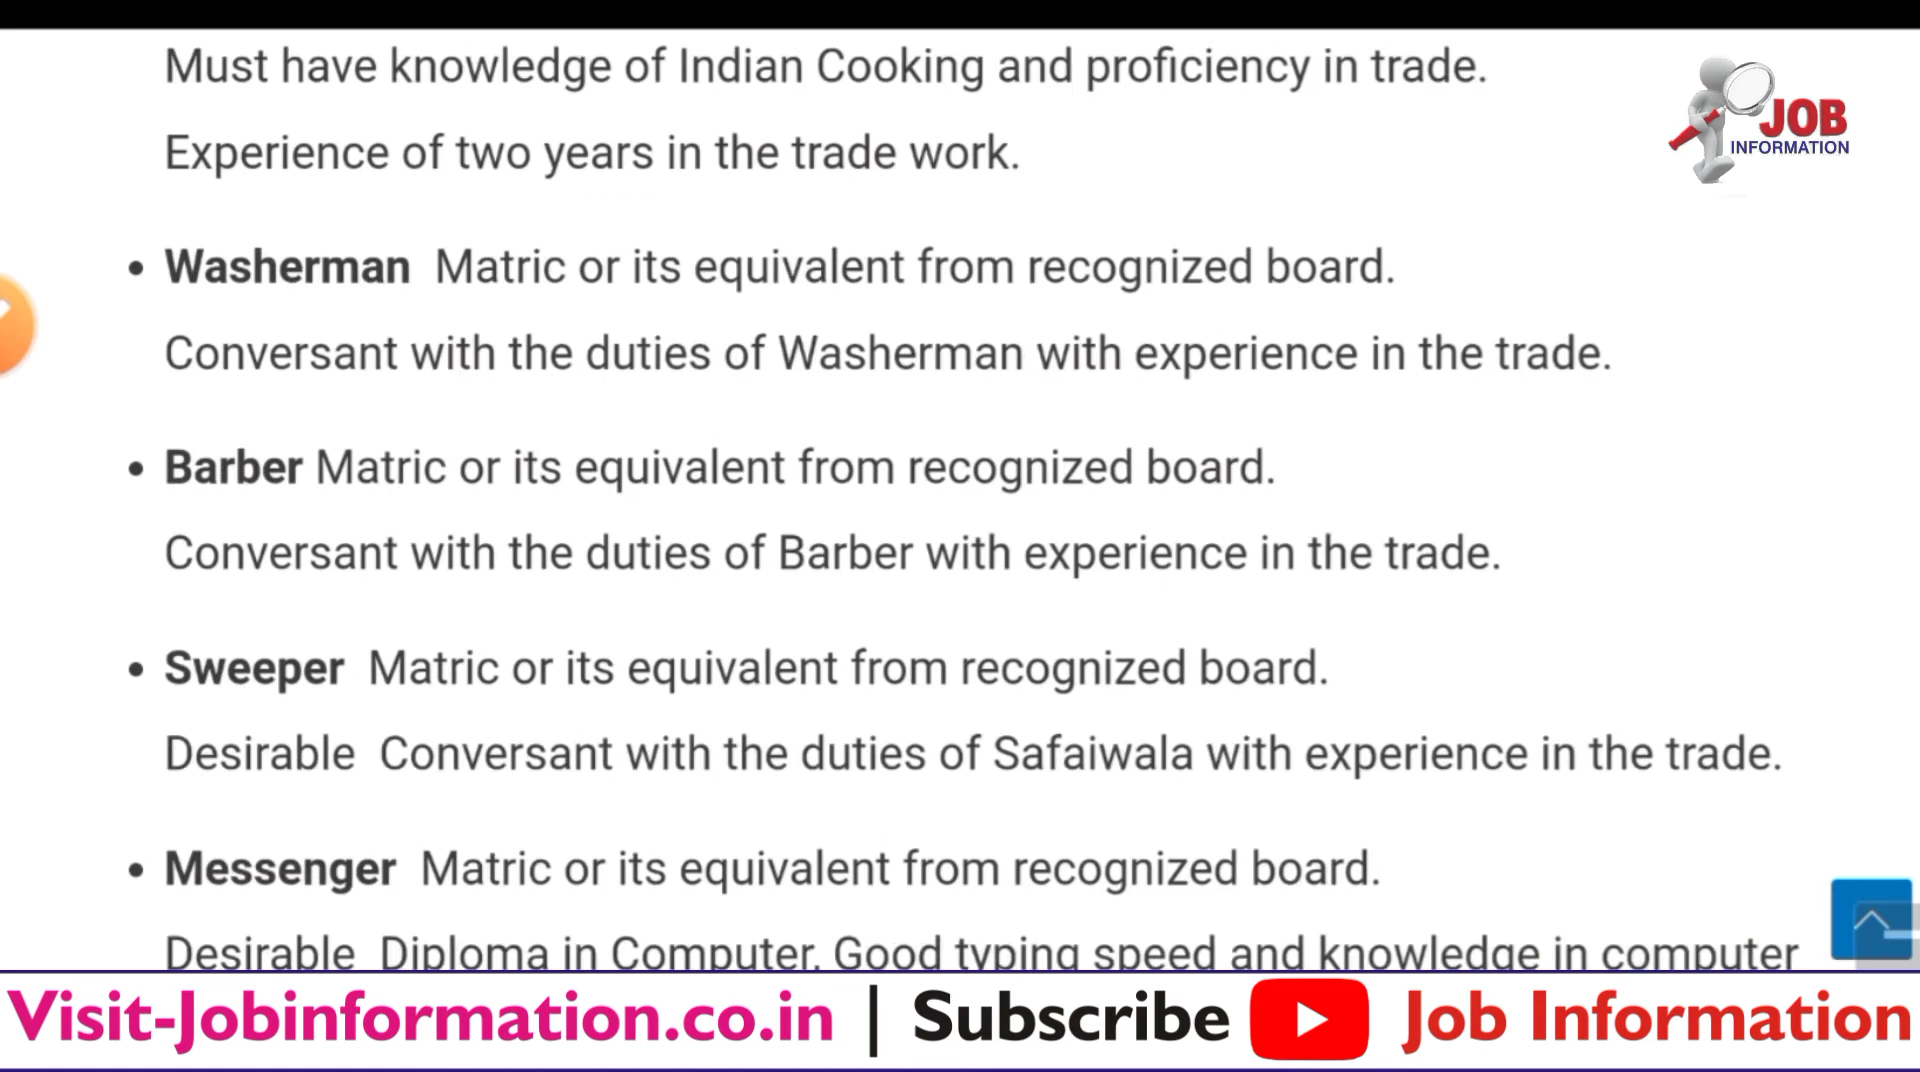 Must have knowledge of Indian Cooking and proficiency in trade.
JOB
INFORMATION
Experience of two years in the trade work.
• Washerman Matric or its equivalent from recognized board.
Conversant with the duties of Washerman with experience in the trade.
• Barber Matric or its equivalent from recognized board.
Conversant with the duties of Barber with experience in the trade.
• Sweeper Matric or its equivalent from recognized board.
Desirable Conversant with the duties of Safaiwala with experience in the trade.
• Messenger Matric or its equivalent from recognized board.
Desirable Diploma in Computer, Good typing speed and knowledge in computer
Visit-Jobinformation.co.in | Subscribe Job Information